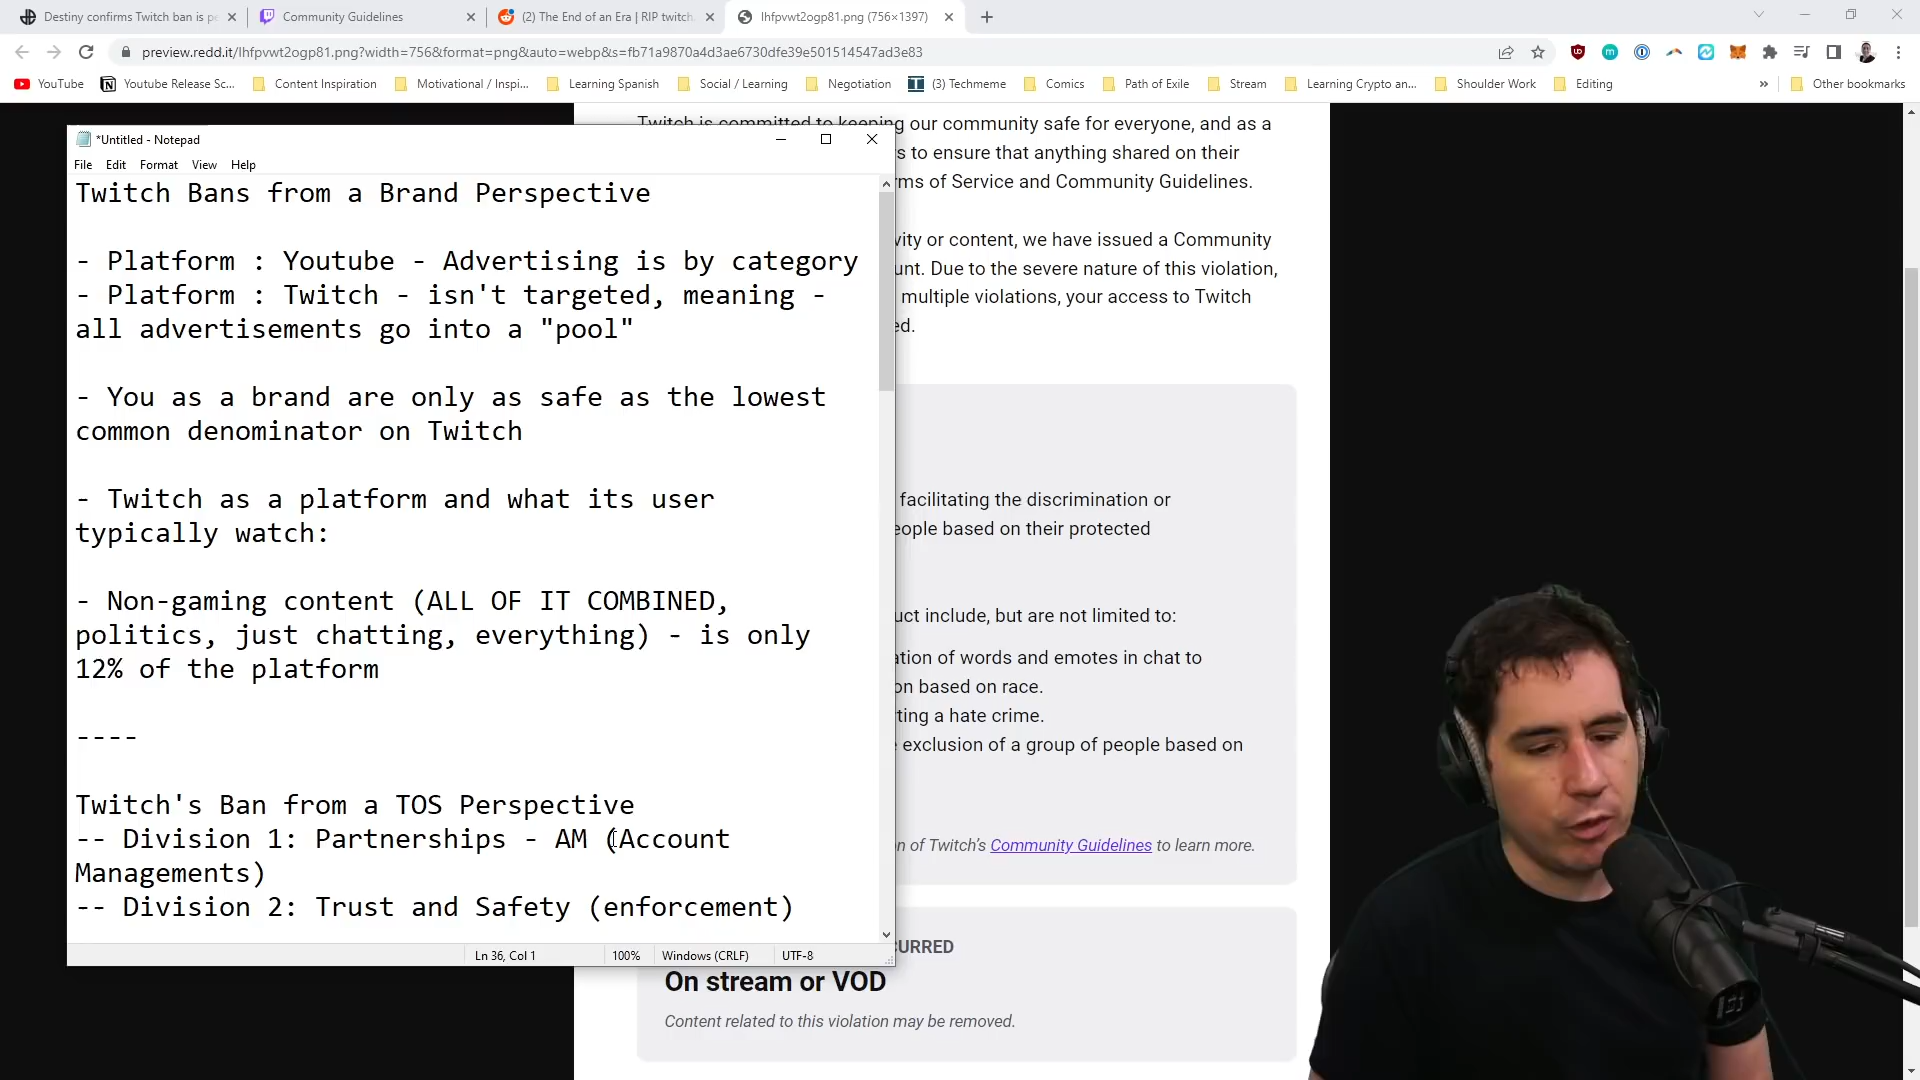 Destiny confirms Twitch ban is pe
Community Guidelines
(2) The End of an Era | RIP twitch.
lhfpvwt2ogp81.png (756×1397)
preview.redd.it/lhfpvwt2ogp81.png?width=756&format=png&auto=webp&s=fb71a9870a4d3ae6730dfe39e501514547ad3e83
YouTube
Youtube Release Sc...
Content Inspiration
Motivational / Inspi...
Learning Spanish
Social / Learning
Negotiation
(3) Techmeme
Comics
Path of Exile
Stream
Learning Crypto an...
Shoulder Work
Editing
»
Other bookmarks
*Untitled - Notepad
File Edit Format View Help
Twitch Bans from a Brand Perspective
- Platform : Youtube - Advertising is by category
- Platform : Twitch - isn't targeted, meaning -
all advertisements go into a "pool"
- You as a brand are only as safe as the lowest
common denominator on Twitch
- Twitch as a platform and what its user
typically watch:
- Non-gaming content (ALL OF IT COMBINED,
politics, just chatting, everything) - is only
12% of the platform
----
Twitch's Ban from a TOS Perspective
-- Division 1: Partnerships - AM (Account
Managements)
-- Division 2: Trust and Safety (enforcement)
Ln 36, Col 1
100%
Windows (CRLF)
UTF-8
Twitch is committed to keeping our community safe for everyone, and as a
s to ensure that anything shared on their
rms of Service and Community Guidelines.
vity or content, we have issued a Community
unt. Due to the severe nature of this violation,
multiple violations, your access to Twitch
ed.
facilitating the discrimination or
eople based on their protected
uct include, but are not limited to:
ation of words and emotes in chat to
on based on race.
rting a hate crime.
exclusion of a group of people based on
n of Twitch's Community Guidelines to learn more.
CURRED
On stream or VOD
Content related to this violation may be removed.